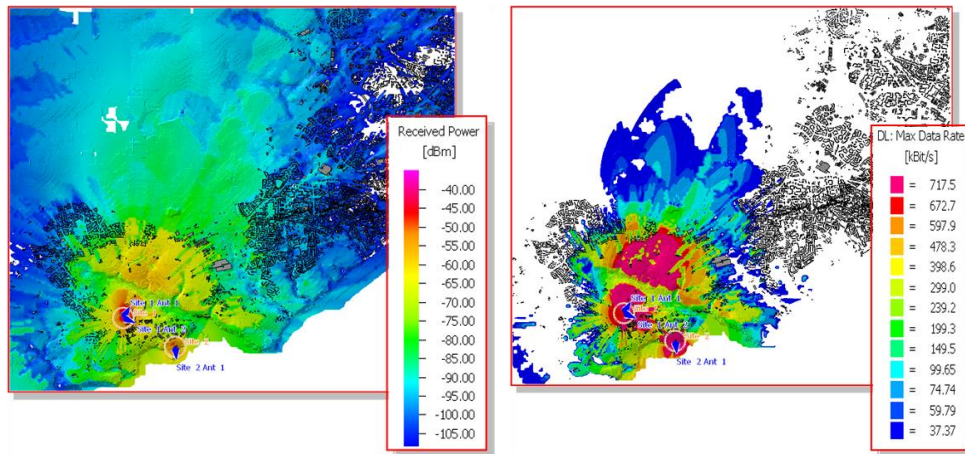 Received Power
[dBm]
-40.00
-45.00
-50.00
-55.00
-60.00
-65.00
-70.00
-75.00
-80.00
-85.00
-90.00
-95.00
-100.00
-105.00
Site 1 Ant 1
Site 1 Ant 2
Site 2 Ant 1
DL: Max Data Rate
[kBit/s]
= 717.5
= 672.7
= 597.9
= 478.3
= 398.6
= 299.0
= 239.2
= 199.3
= 149.5
= 99.65
= 74.74
= 59.79
= 37.37
Site 1 Ant 1
Site 1 Ant 2
Site 2 Ant 1